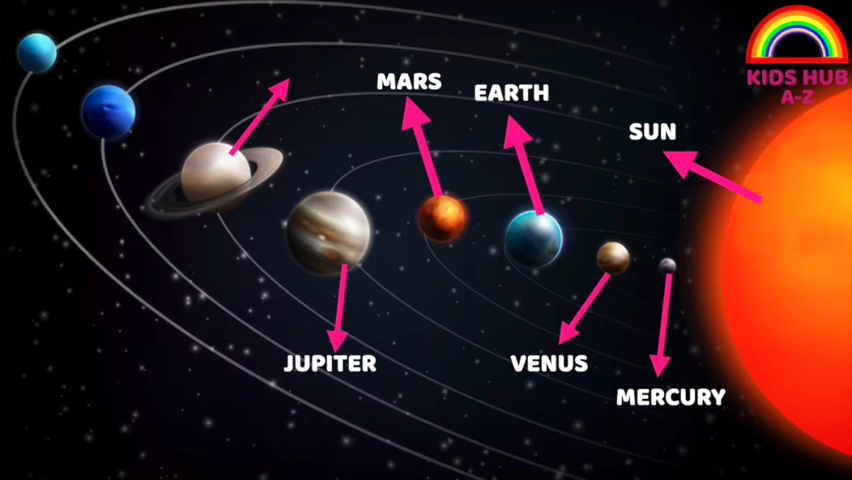 KIDS HUB
A-Z
MARS
EARTH
SUN
JUPITER
VENUS
MERCURY